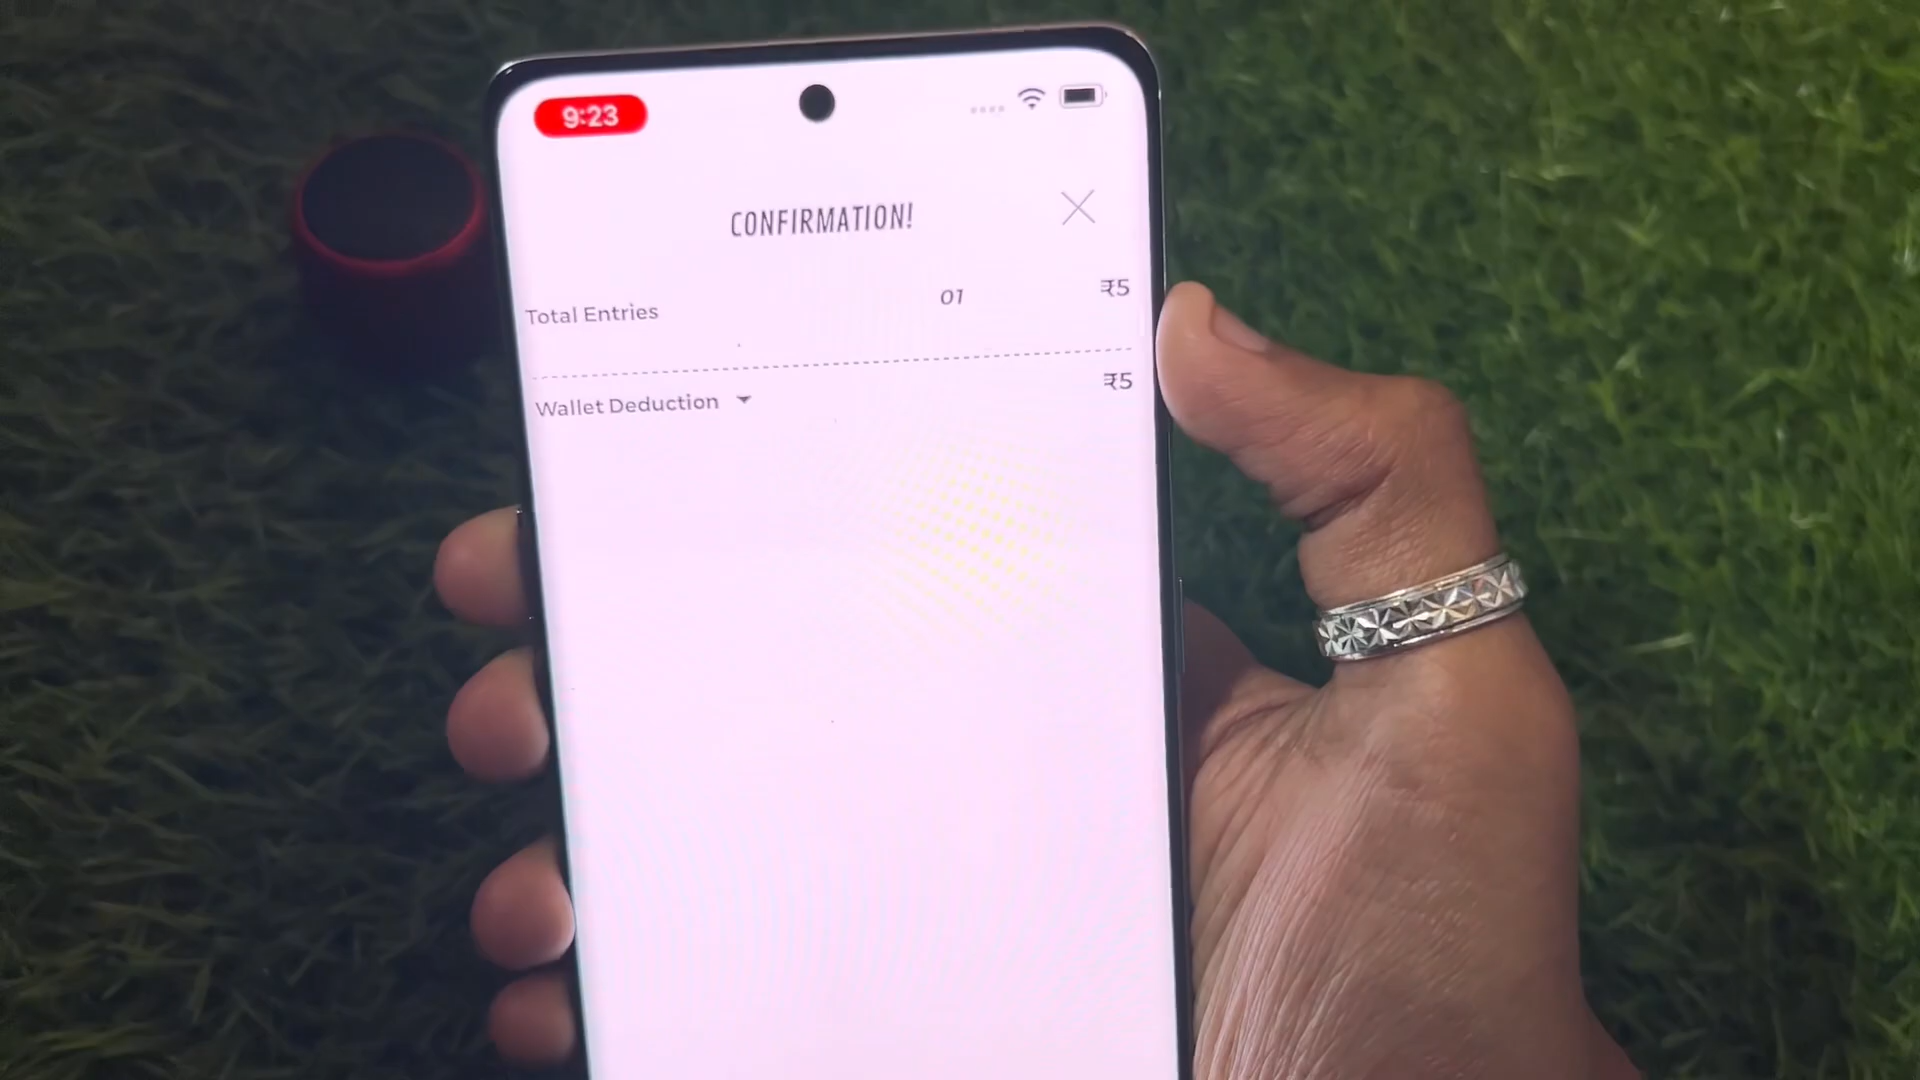 9:23
CONFIRMATION!
Total Entries 01 ₹5
Wallet Deduction ₹5